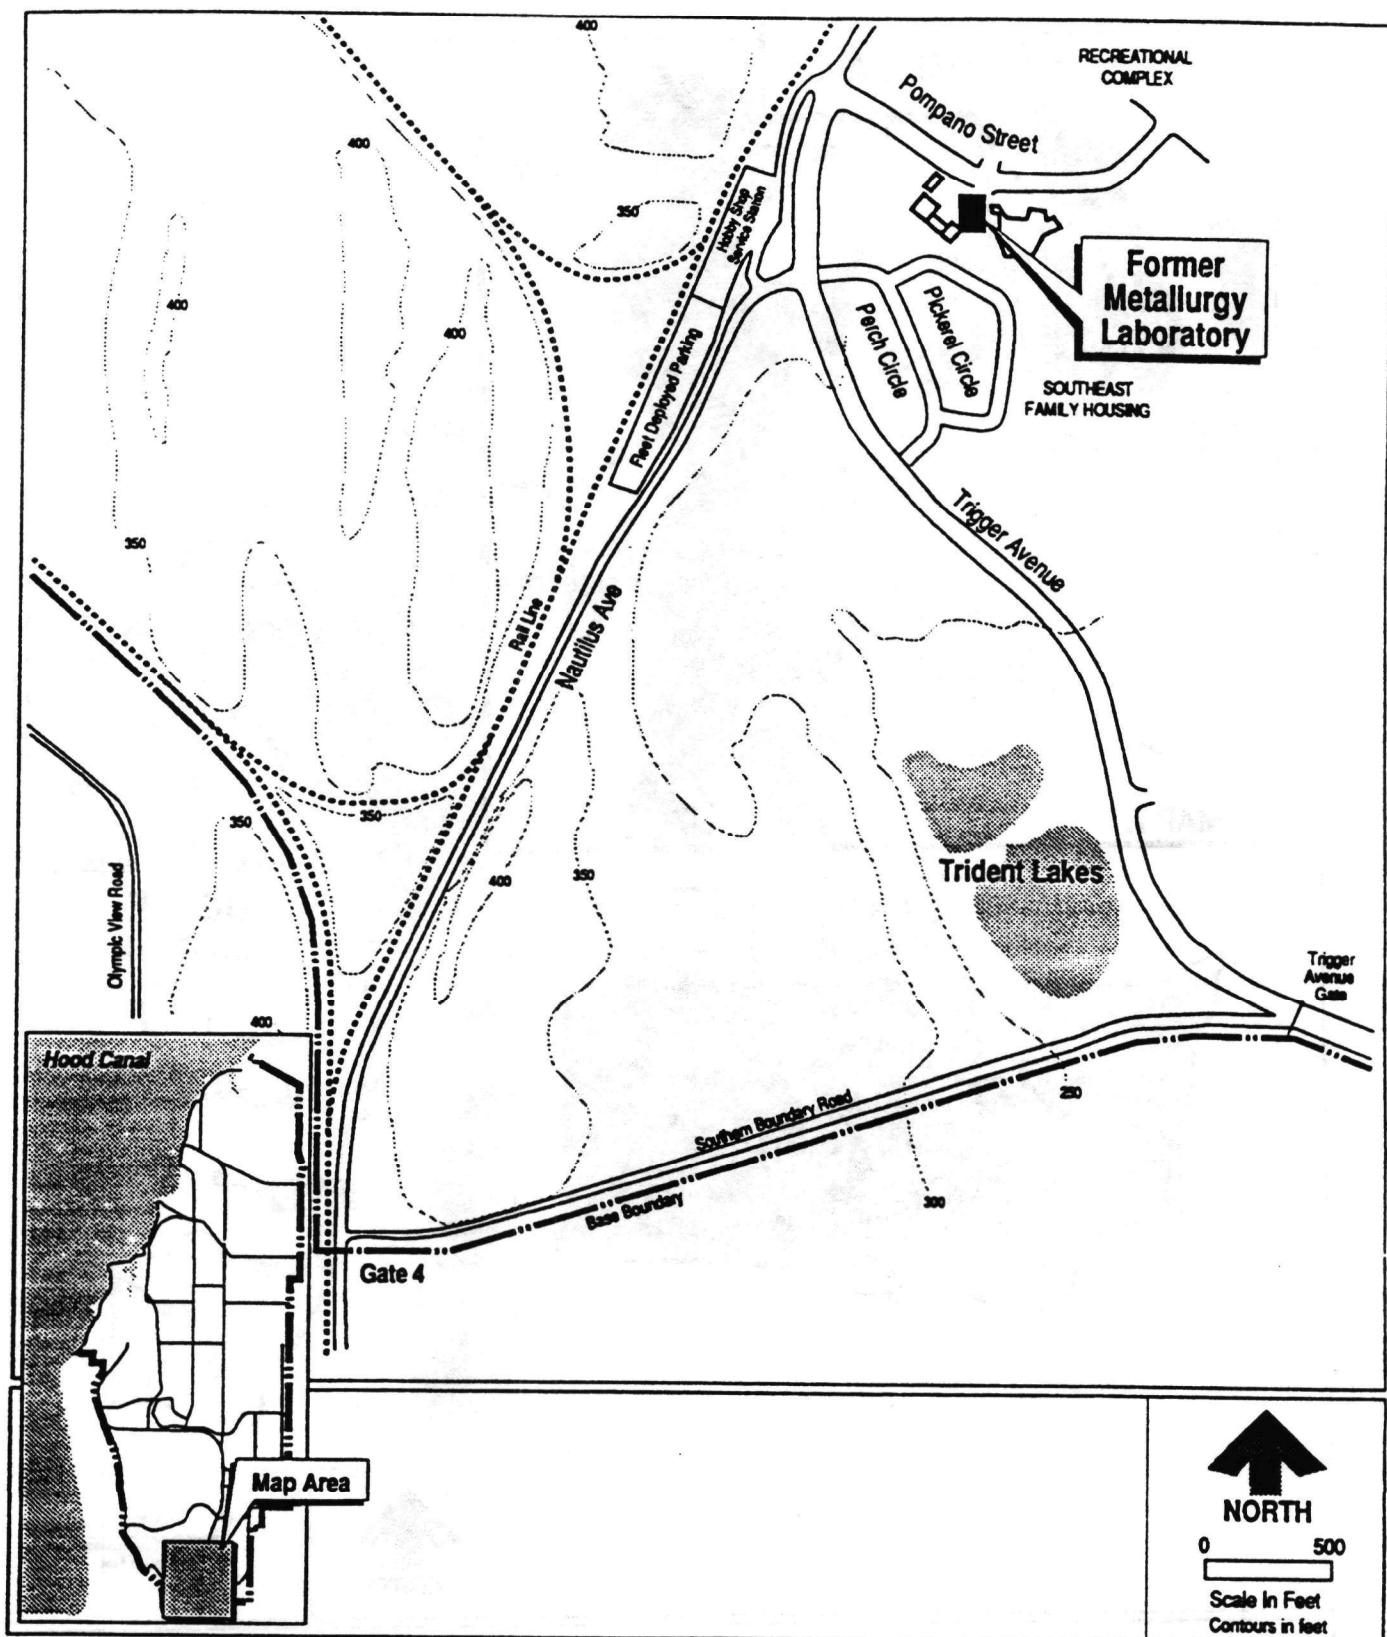 400
RECREATIONAL
COMPLEX
Pompano Street
400
350
Hobby Shop
Service Station
Former
Metallurgy
Laboratory
400
400
Perch Circle
Pickerel Circle
Fleet Deployed Parking
SOUTHEAST
FAMILY HOUSING
Trigger Avenue
350
Rail Line
Nautilus Ave
350
350
Trident Lakes
400
350
Olympic View Road
Trigger
Avenue
Gate
400
Hood Canal
250
Southern Boundary Road
Base Boundary
300
Gate 4
Map Area
NORTH
0 500
Scale In Feet
Contours in feet